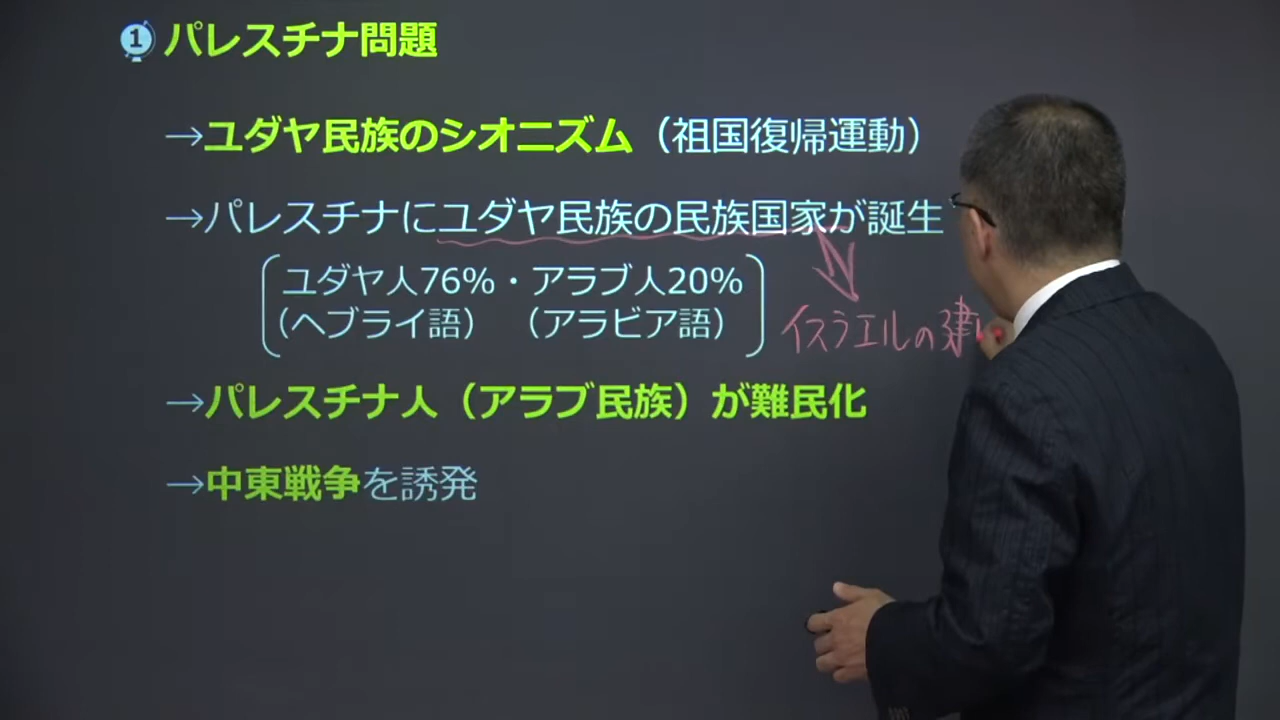 1 パレスチナ問題
→ユダヤ民族のシオニズム（祖国復帰運動）
→パレスチナにユダヤ民族の民族国家が誕生
ユダヤ人76%・アラブ人20%
（ヘブライ語）　（アラビア語）
イスラエルの建
→パレスチナ人（アラブ民族）が難民化
→中東戦争を誘発